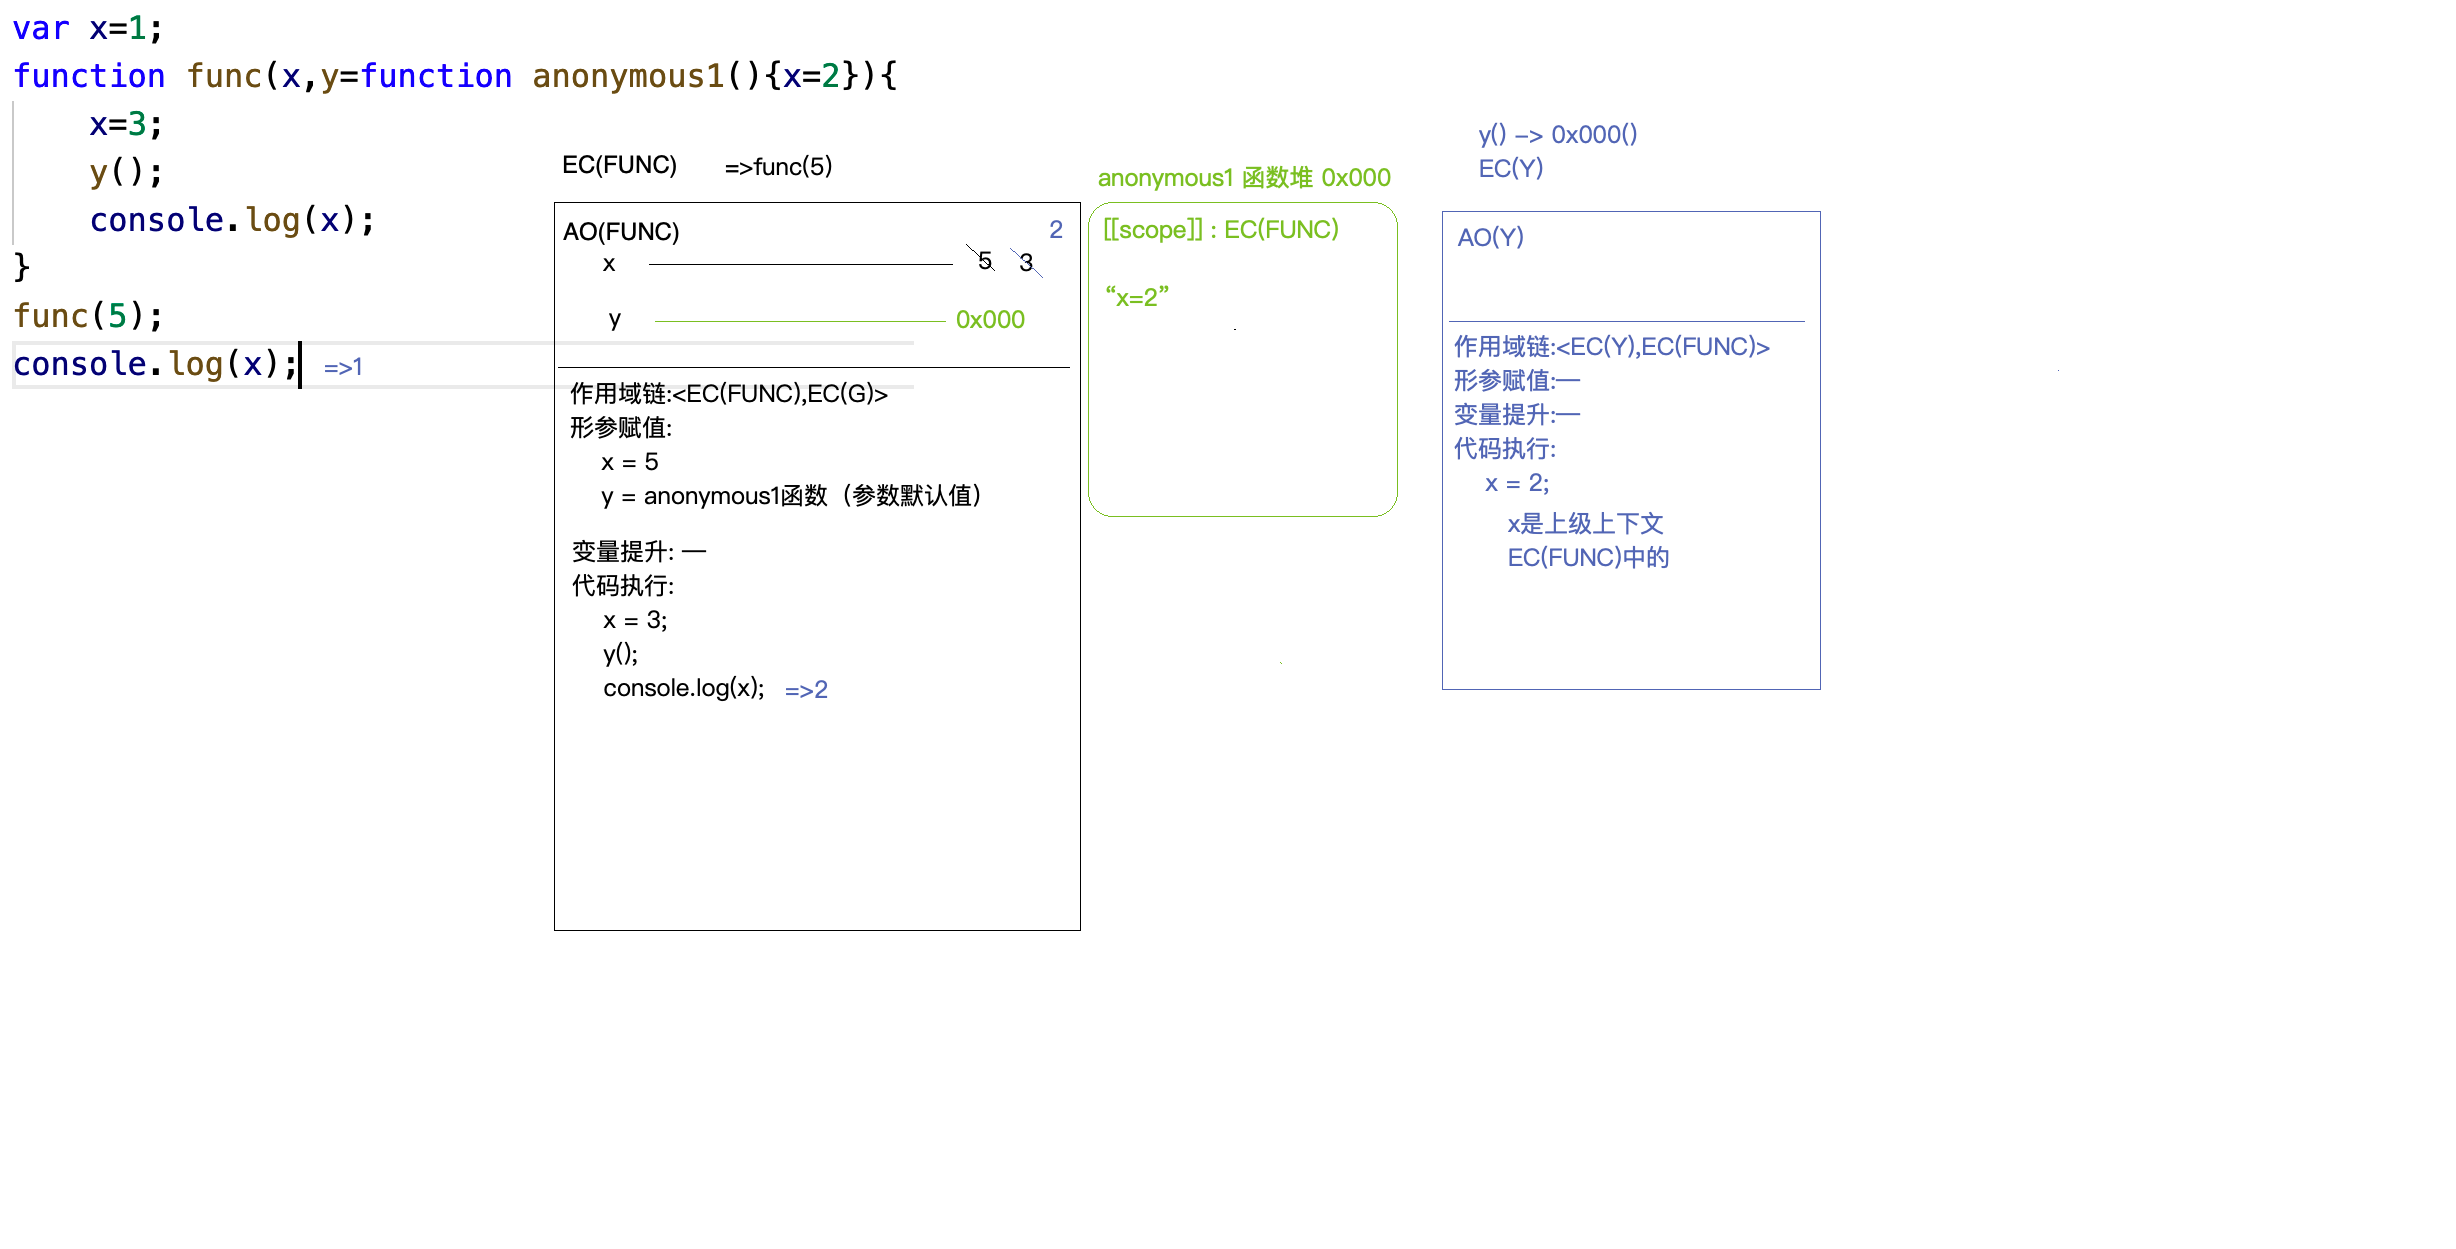 var x=1;
function func(x,y=function anonymous1(){x=2}){
x=3;
y();
console.log(x);
}
func(5);
console.log(x); =>1
EC(FUNC) =>func(5)
AO(FUNC)
x 5 3 2
y 0x000
作用域链:<EC(FUNC),EC(G)>
形参赋值:
x = 5
y = anonymous1函数（参数默认值）
变量提升: —
代码执行:
x = 3;
y();
console.log(x); =>2
anonymous1 函数堆 0x000
[[scope]] : EC(FUNC)
“x=2”
y() -> 0x000()
EC(Y)
AO(Y)
作用域链:<EC(Y),EC(FUNC)>
形参赋值:—
变量提升:—
代码执行:
x = 2;
x是上级上下文
EC(FUNC)中的